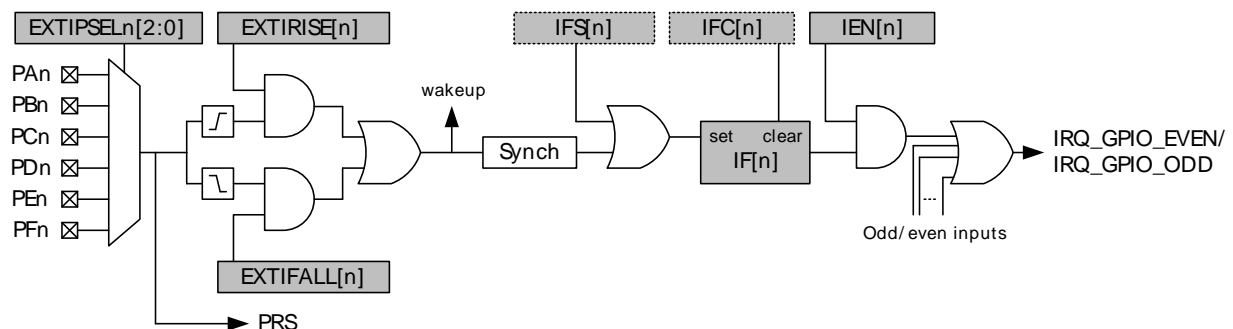 EXTIPSELn[2:0]
EXTIRISE[n]
IFS[n]
IFC[n]
IEN[n]
PAn
PBn
PCn
PDn
PEn
PFn
wakeup
Synch
set clear
IF[n]
IRQ_GPIO_EVEN/
IRQ_GPIO_ODD
...
Odd/even inputs
EXTIFALL[n]
PRS